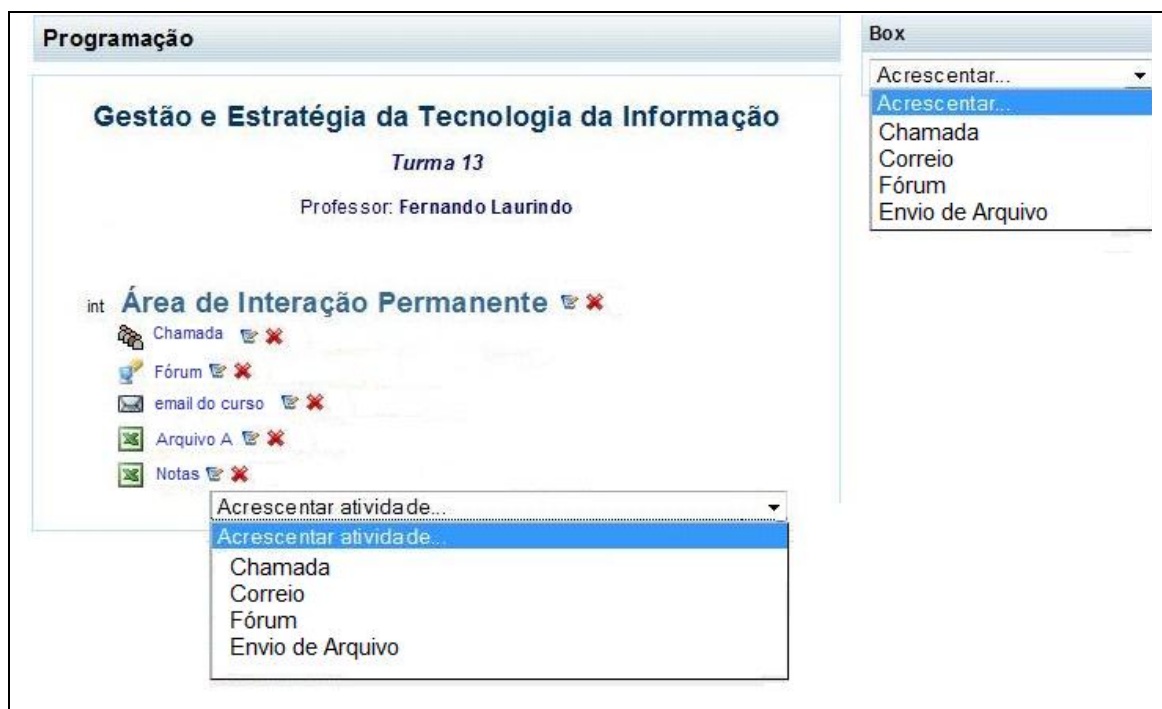 Programação
Gestão e Estratégia da Tecnologia da Informação
Turma 13
Professor: Fernando Laurindo
int Área de Interação Permanente
Chamada
Fórum
email do curso
Arquivo A
Notas
Acrescentar atividade...
Acrescentar atividade...
Chamada
Correio
Fórum
Envio de Arquivo
Box
Acrescentar...
Acrescentar...
Chamada
Correio
Fórum
Envio de Arquivo